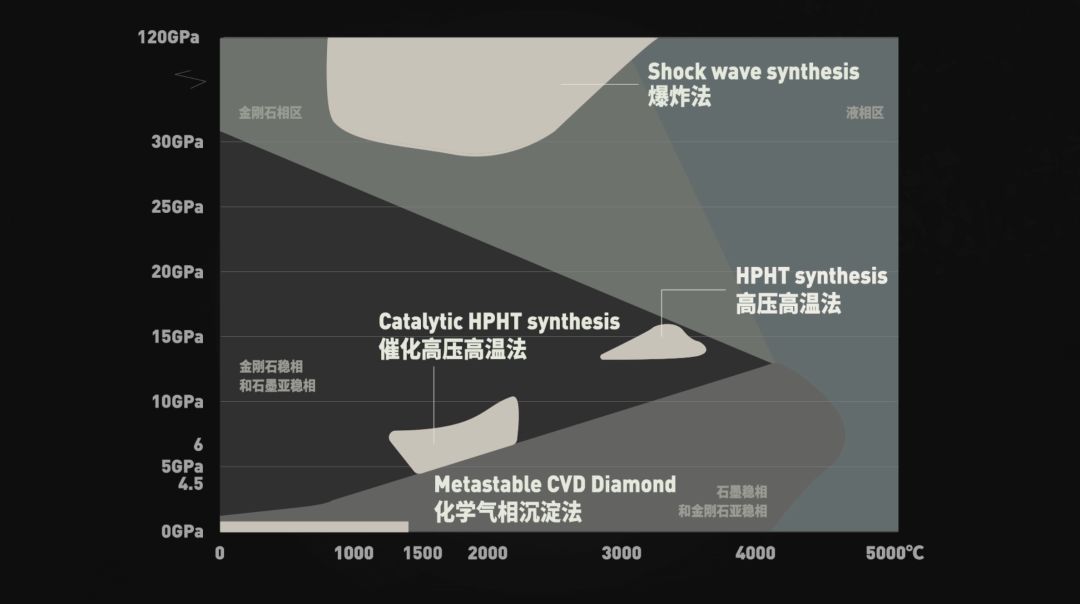 120GPa
Shock wave synthesis
爆炸法
金刚石相区
液相区
30GPa
25GPa
20GPa
HPHT synthesis
高压高温法
15GPa
Catalytic HPHT synthesis
催化高压高温法
金刚石稳相
和石墨亚稳相
10GPa
6
5GPa
4.5
Metastable CVD Diamond
化学气相沉淀法
石墨稳相
和金刚石亚稳相
0GPa
0 1000 1500 2000 3000 4000 5000℃